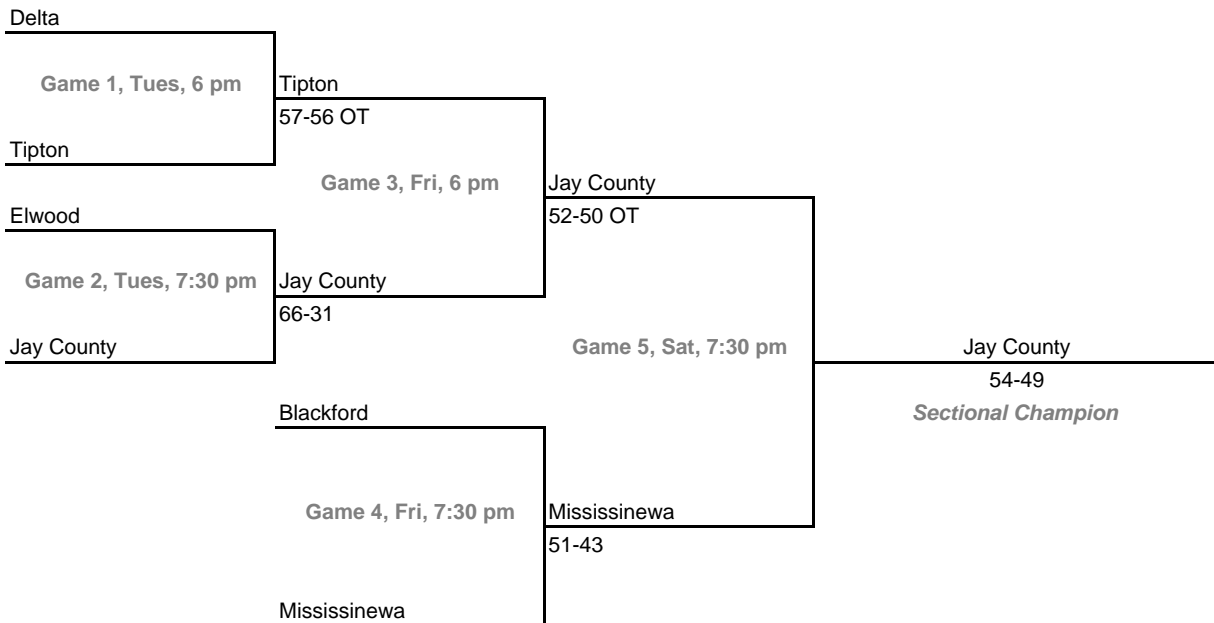 Delta
Game 1, Tues, 6 pm
Tipton
57-56 OT
Tipton
Game 3, Fri, 6 pm
Jay County
52-50 OT
Elwood
Game 2, Tues, 7:30 pm
Jay County
66-31
Jay County
Game 5, Sat, 7:30 pm
Jay County
54-49
Sectional Champion
Blackford
Game 4, Fri, 7:30 pm
Mississinewa
51-43
Mississinewa